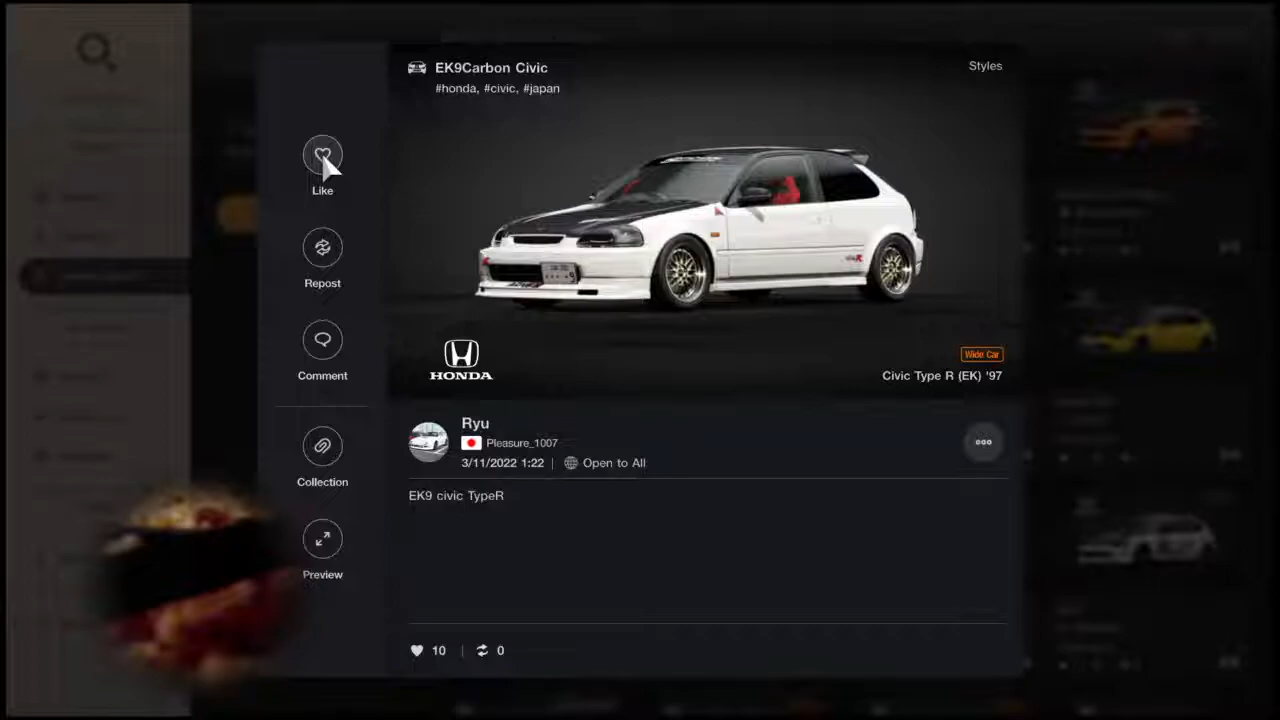 EK9Carbon Civic
Styles
#honda, #civic, #japan
Like
Repost
Comment
Collection
Preview
HONDA
Wide Car
Civic Type R (EK) '97
Ryu
Pleasure_1007
3/11/2022 1:22 | Open to All
EK9 civic TypeR
10 | 0